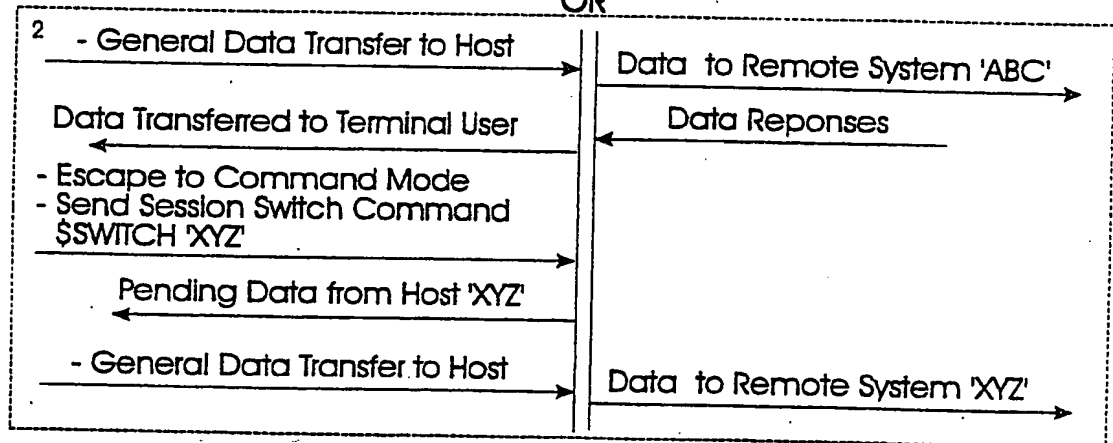 OR
2
- General Data Transfer to Host
Data to Remote System 'ABC'
Data Transferred to Terminal User
Data Reponses
- Escape to Command Mode
- Send Session Switch Command
$SWITCH 'XYZ'
Pending Data from Host 'XYZ'
- General Data Transfer to Host
Data to Remote System 'XYZ'